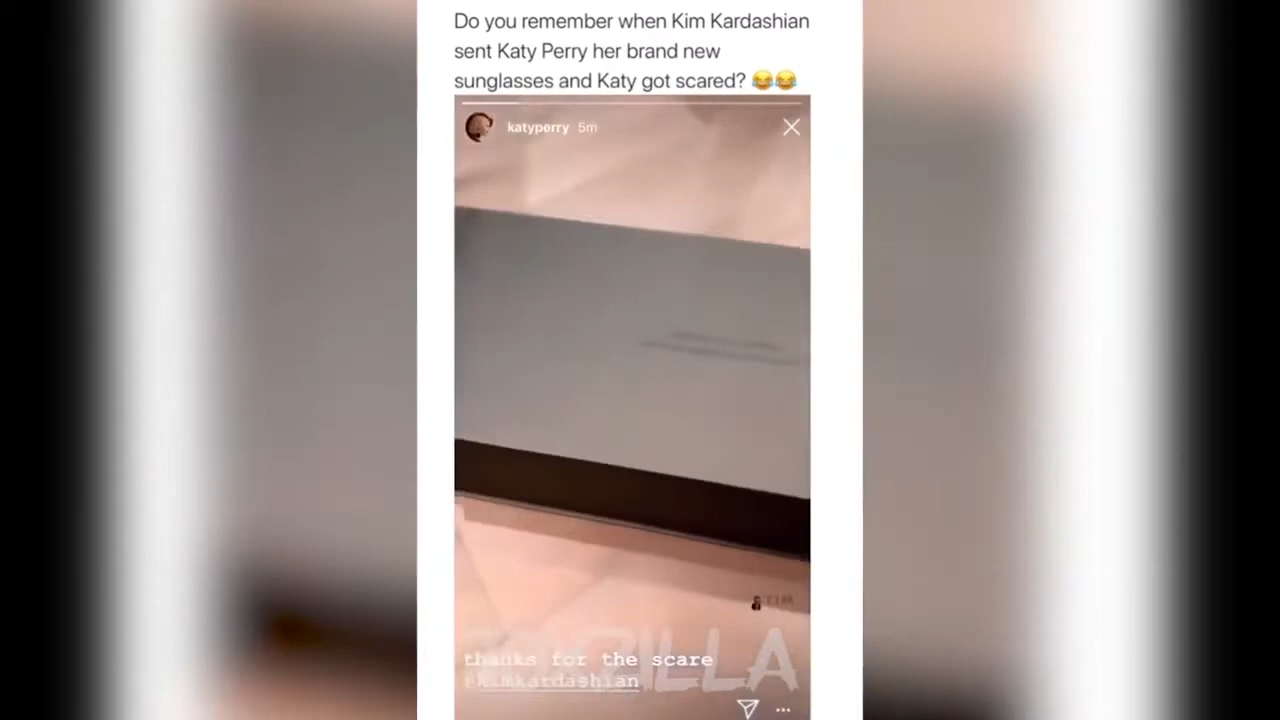 Do you remember when Kim Kardashian
sent Katy Perry her brand new
sunglasses and Katy got scared? 😂😂
katyperry 5m
thanks for the scare
kimkardashian